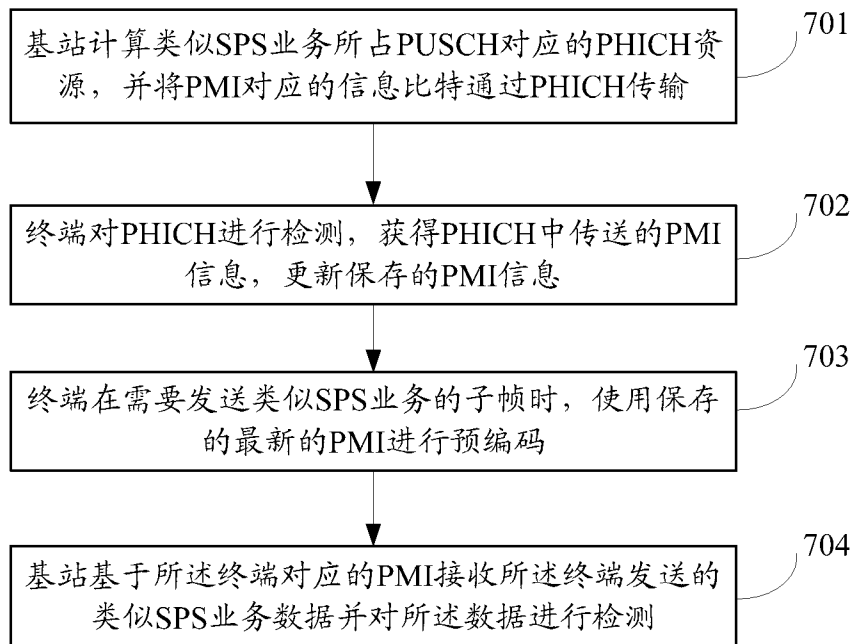 701
基站计算类似SPS业务所占PUSCH对应的PHICH资
源，并将PMI对应的信息比特通过PHICH传输
702
终端对PHICH进行检测，获得PHICH中传送的PMI
信息，更新保存的PMI信息
703
终端在需要发送类似SPS业务的子帧时，使用保存
的最新的PMI进行预编码
704
基站基于所述终端对应的PMI接收所述终端发送的
类似SPS业务数据并对所述数据进行检测